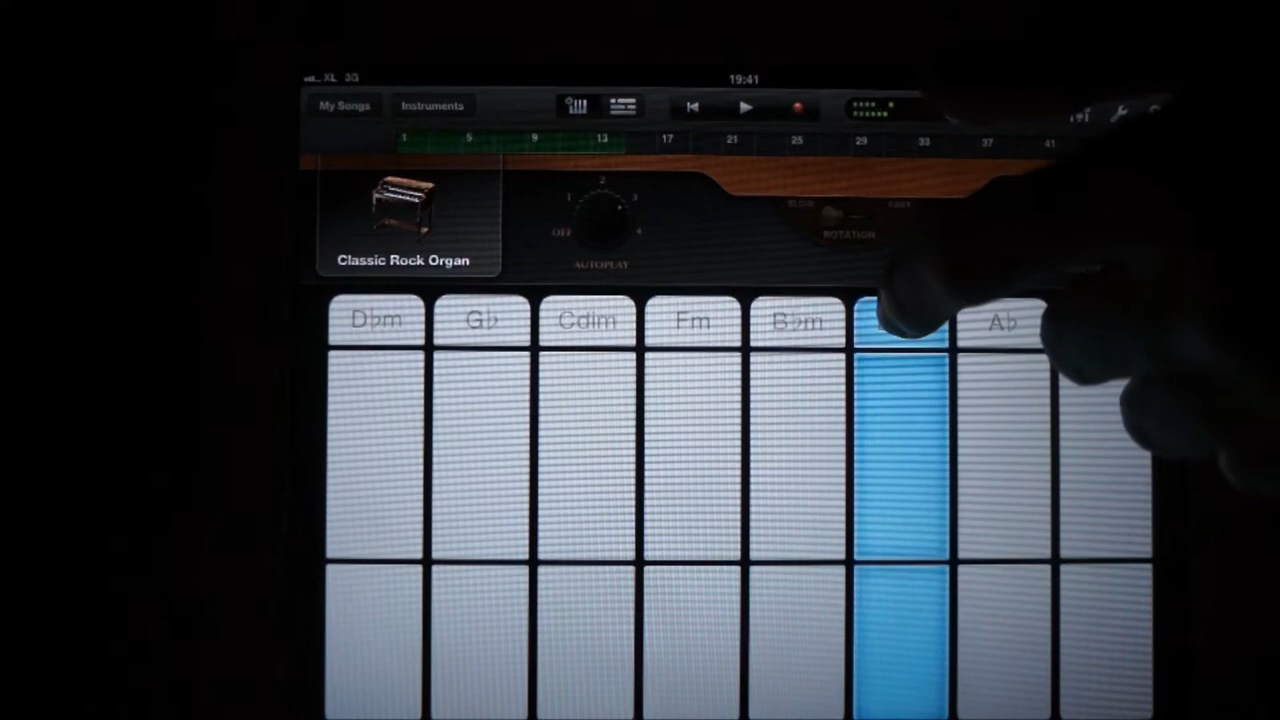 XL 3G 19:41
My Songs Instruments
1 5 9 13 17 21 25 29 33 37 41
2
1 3
SLOW FAST
OFF 4
ROTATION
Classic Rock Organ AUTOPLAY
D♭m G♭ Cdim Fm B♭m A♭